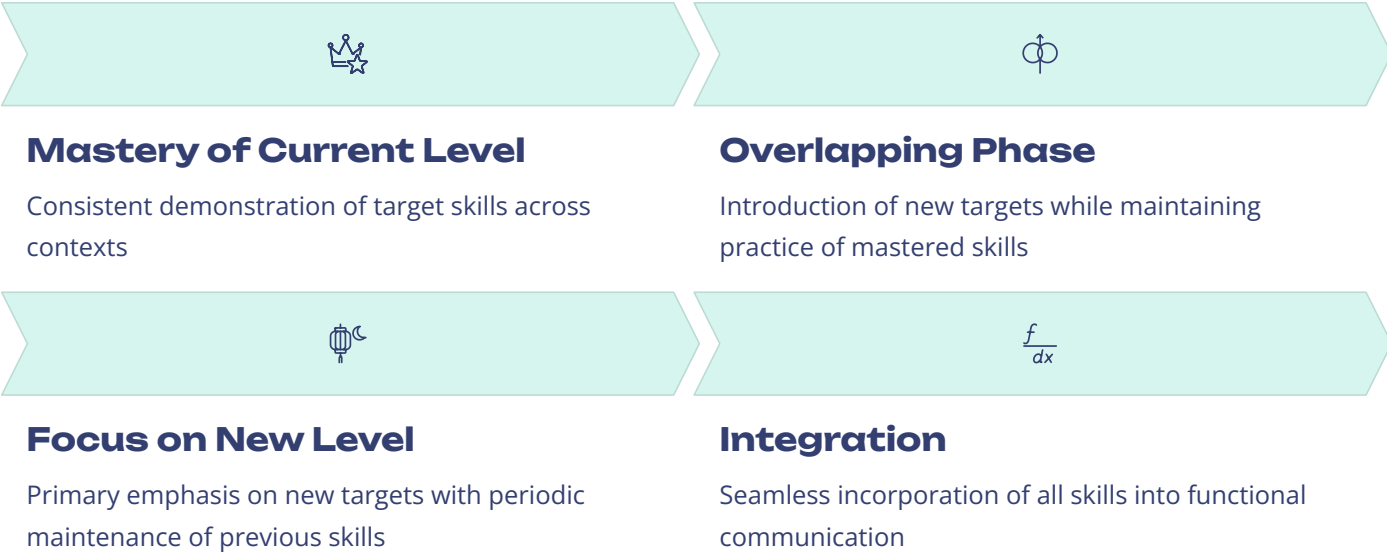 Mastery of Current Level
Consistent demonstration of target skills across
contexts
Overlapping Phase
Introduction of new targets while maintaining
practice of mastered skills
f
dx
Focus on New Level
Primary emphasis on new targets with periodic
maintenance of previous skills
Integration
Seamless incorporation of all skills into functional
communication